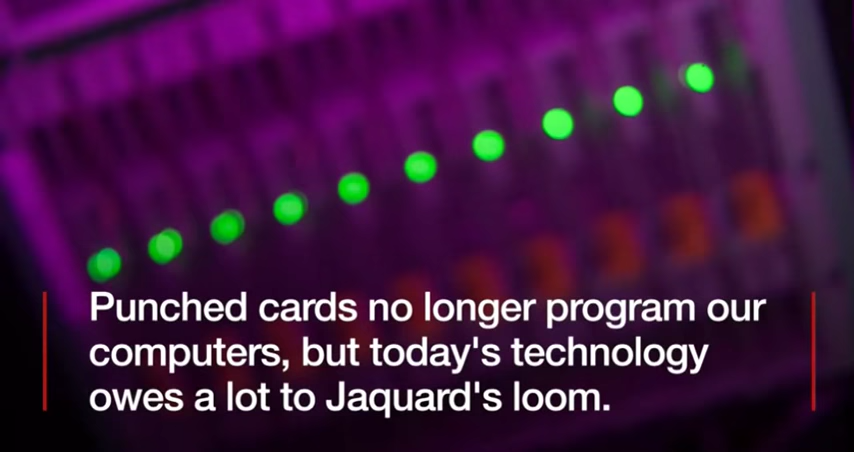 Punched cards no longer program our
computers, but today's technology
owes a lot to Jaquard's loom.